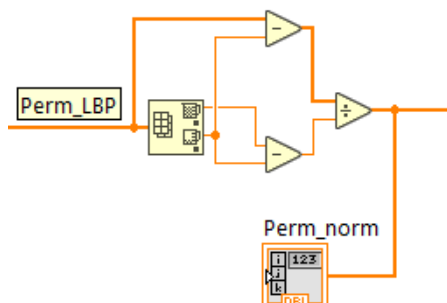 Perm_LBP
Perm_norm
i
123
j
k
DBL